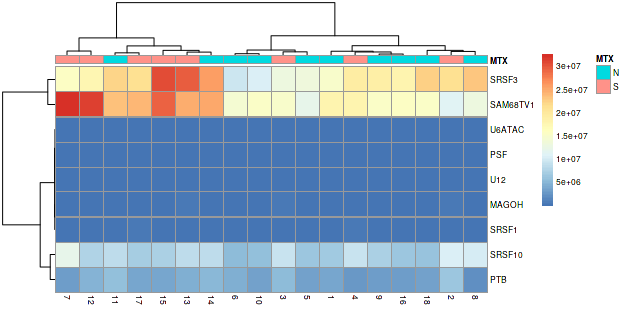 MTX
SRSF3
SAM68TV1
U6ATAC
PSF
U12
MAGOH
SRSF1
SRSF10
PTB
7 12 11 17 15 13 14 6 10 3 5 1 4 9 16 18 2 8
3e+07
2.5e+07
2e+07
1.5e+07
1e+07
5e+06
MTX
N
S